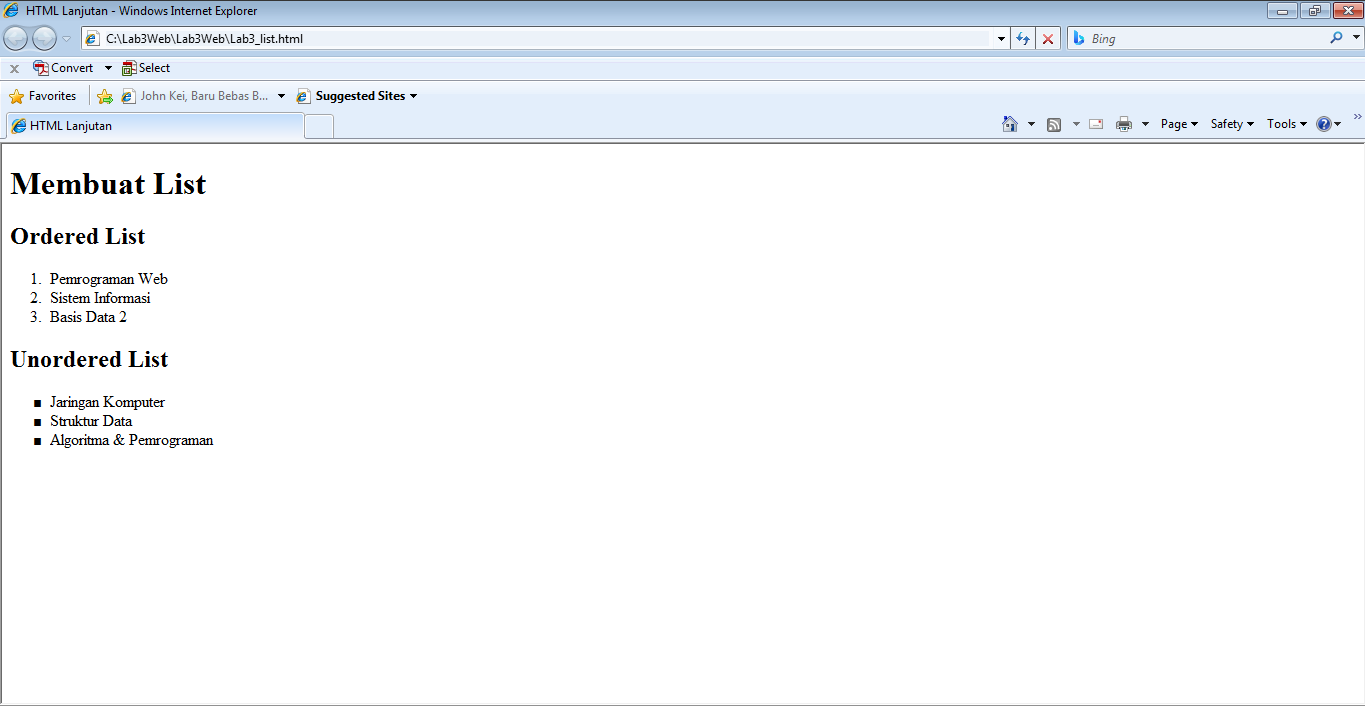 HTML Lanjutan - Windows Internet Explorer
C:\Lab3Web\Lab3Web\Lab3_list.html
Bing
x Convert Select
Favorites John Kei, Baru Bebas B... Suggested Sites
HTML Lanjutan Page Safety Tools
Membuat List
Ordered List
1. Pemrograman Web
2. Sistem Informasi
3. Basis Data 2
Unordered List
▪ Jaringan Komputer
▪ Struktur Data
▪ Algoritma & Pemrograman